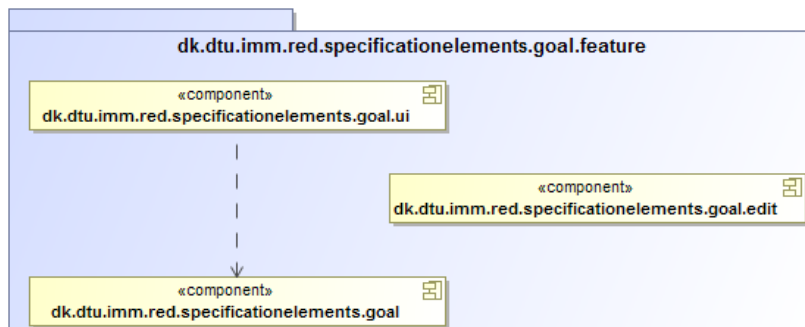 dk.dtu.imm.red.specificationelements.goal.feature
«component»
dk.dtu.imm.red.specificationelements.goal.ui
«component»
dk.dtu.imm.red.specificationelements.goal.edit
«component»
dk.dtu.imm.red.specificationelements.goal